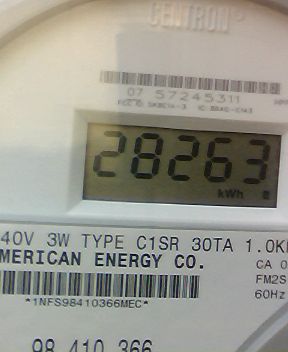 CENTRON®
07 57245311
28263
kWh
40V 3W TYPE C1SR 30TA 1.0K
MERICAN ENERGY CO.
CA 0
FM2S
60Hz
*1NFS98410366MEC*
98 410 366